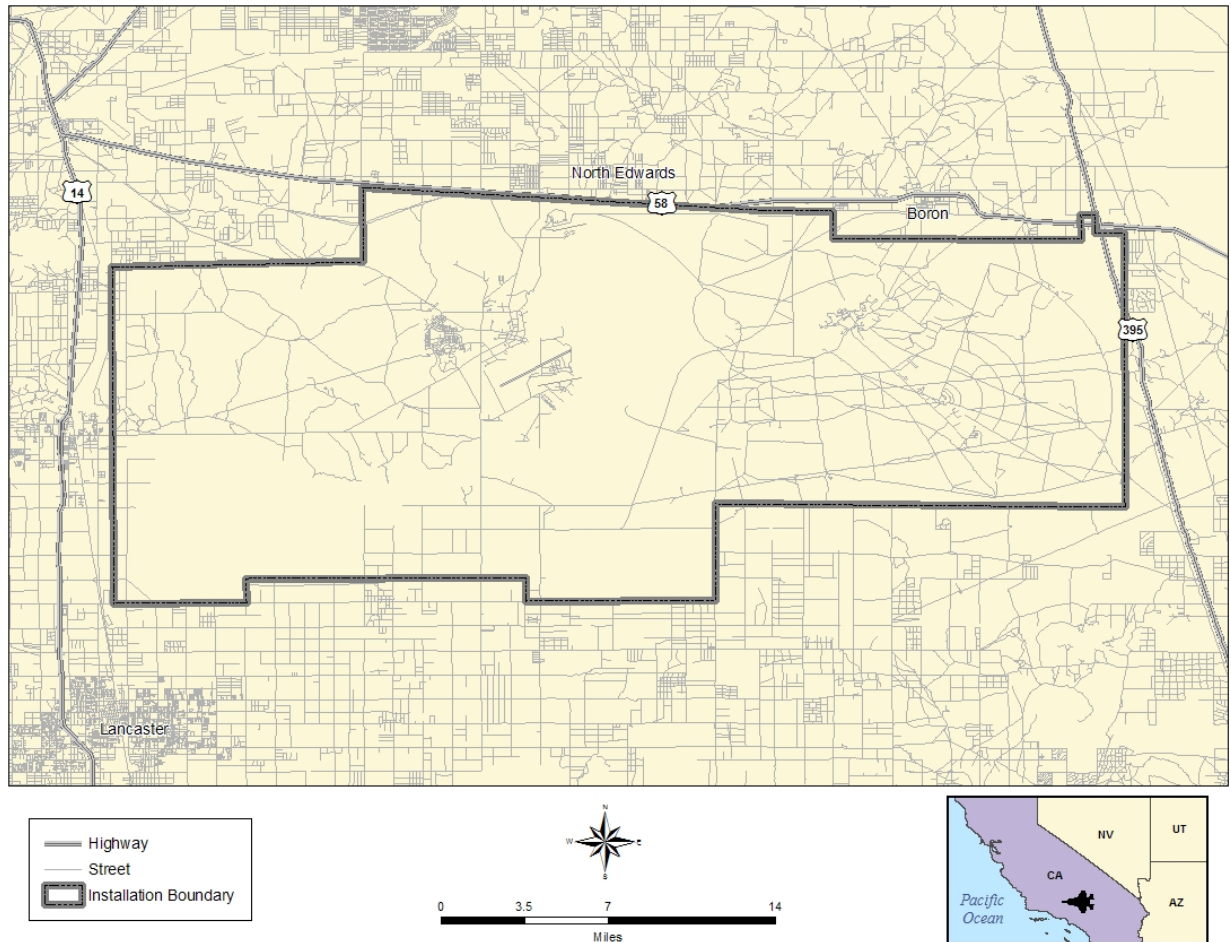 14
North Edwards
58
Boron
395
Lancaster
Highway
Street
Installation Boundary
N
W
E
S
0
3.5
7
14
Miles
NV
UT
CA
AZ
Pacific
Ocean